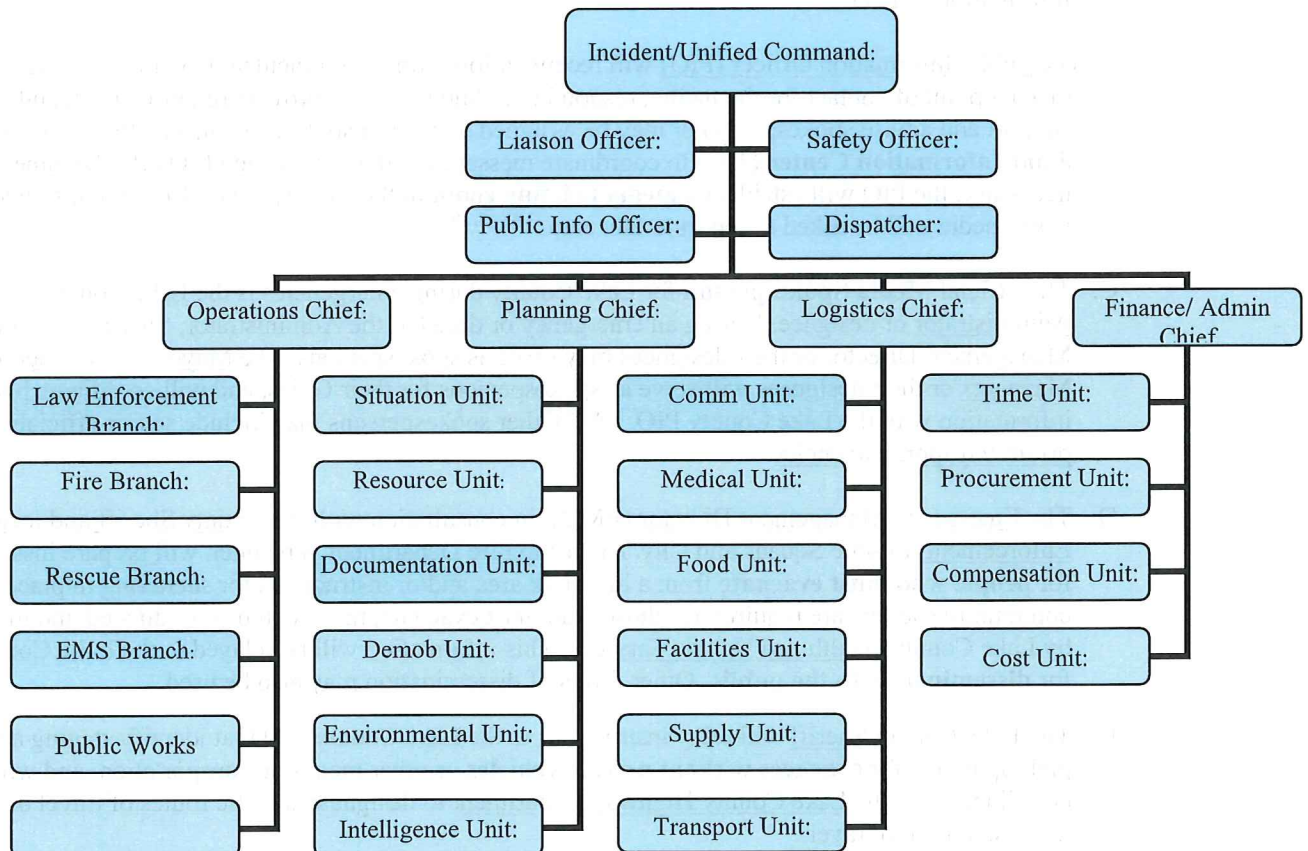 Incident/Unified Command:
Liaison Officer:
Safety Officer:
Public Info Officer:
Dispatcher:
Operations Chief:
Planning Chief:
Logistics Chief:
Finance/ Admin
Chief
Law Enforcement
Branch:
Fire Branch:
Rescue Branch:
EMS Branch:
Public Works
Situation Unit:
Resource Unit:
Documentation Unit:
Demob Unit:
Environmental Unit:
Intelligence Unit:
Comm Unit:
Medical Unit:
Food Unit:
Facilities Unit:
Supply Unit:
Transport Unit:
Time Unit:
Procurement Unit:
Compensation Unit:
Cost Unit: